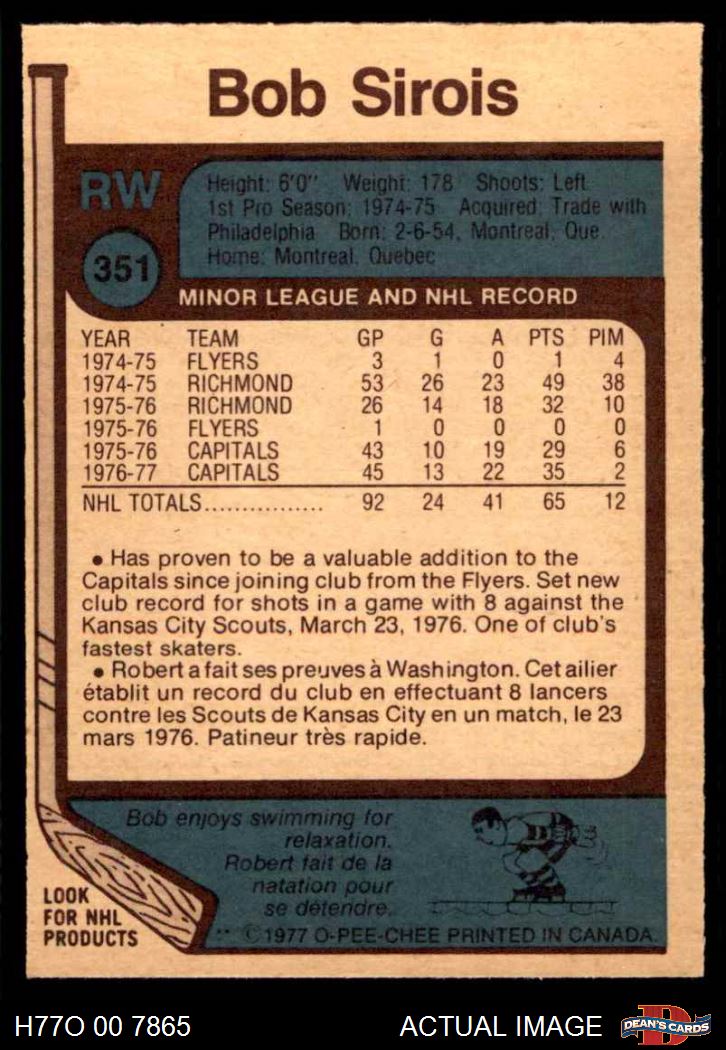 Bob Sirois
RW
351
Height: 6'0" Weight: 178 Shoots: Left
1st Pro Season: 1974-75 Acquired: Trade with
Philadelphia Born: 2-6-54, Montreal, Que.
Home: Montreal, Quebec
MINOR LEAGUE AND NHL RECORD
YEAR TEAM GP G A PTS PIM
1974-75 FLYERS 3 1 0 1 4
1974-75 RICHMOND 53 26 23 49 38
1975-76 RICHMOND 26 14 18 32 10
1975-76 FLYERS 1 0 0 0 0
1975-76 CAPITALS 43 10 19 29 6
1976-77 CAPITALS 45 13 22 35 2
NHL TOTALS................ 92 24 41 65 12
• Has proven to be a valuable addition to the
Capitals since joining club from the Flyers. Set new
club record for shots in a game with 8 against the
Kansas City Scouts, March 23, 1976. One of club's
fastest skaters.
• Robert a fait ses preuves à Washington. Cet ailier
établit un record du club en effectuant 8 lancers
contre les Scouts de Kansas City en un match, le 23
mars 1976. Patineur très rapide.
Bob enjoys swimming for
relaxation.
Robert fait de la
natation pour
se détendre.
LOOK
FOR NHL
PRODUCTS
** ©1977 O-PEE-CHEE PRINTED IN CANADA
H77O 00 7865
ACTUAL IMAGE
D
DEAN'S CARDS